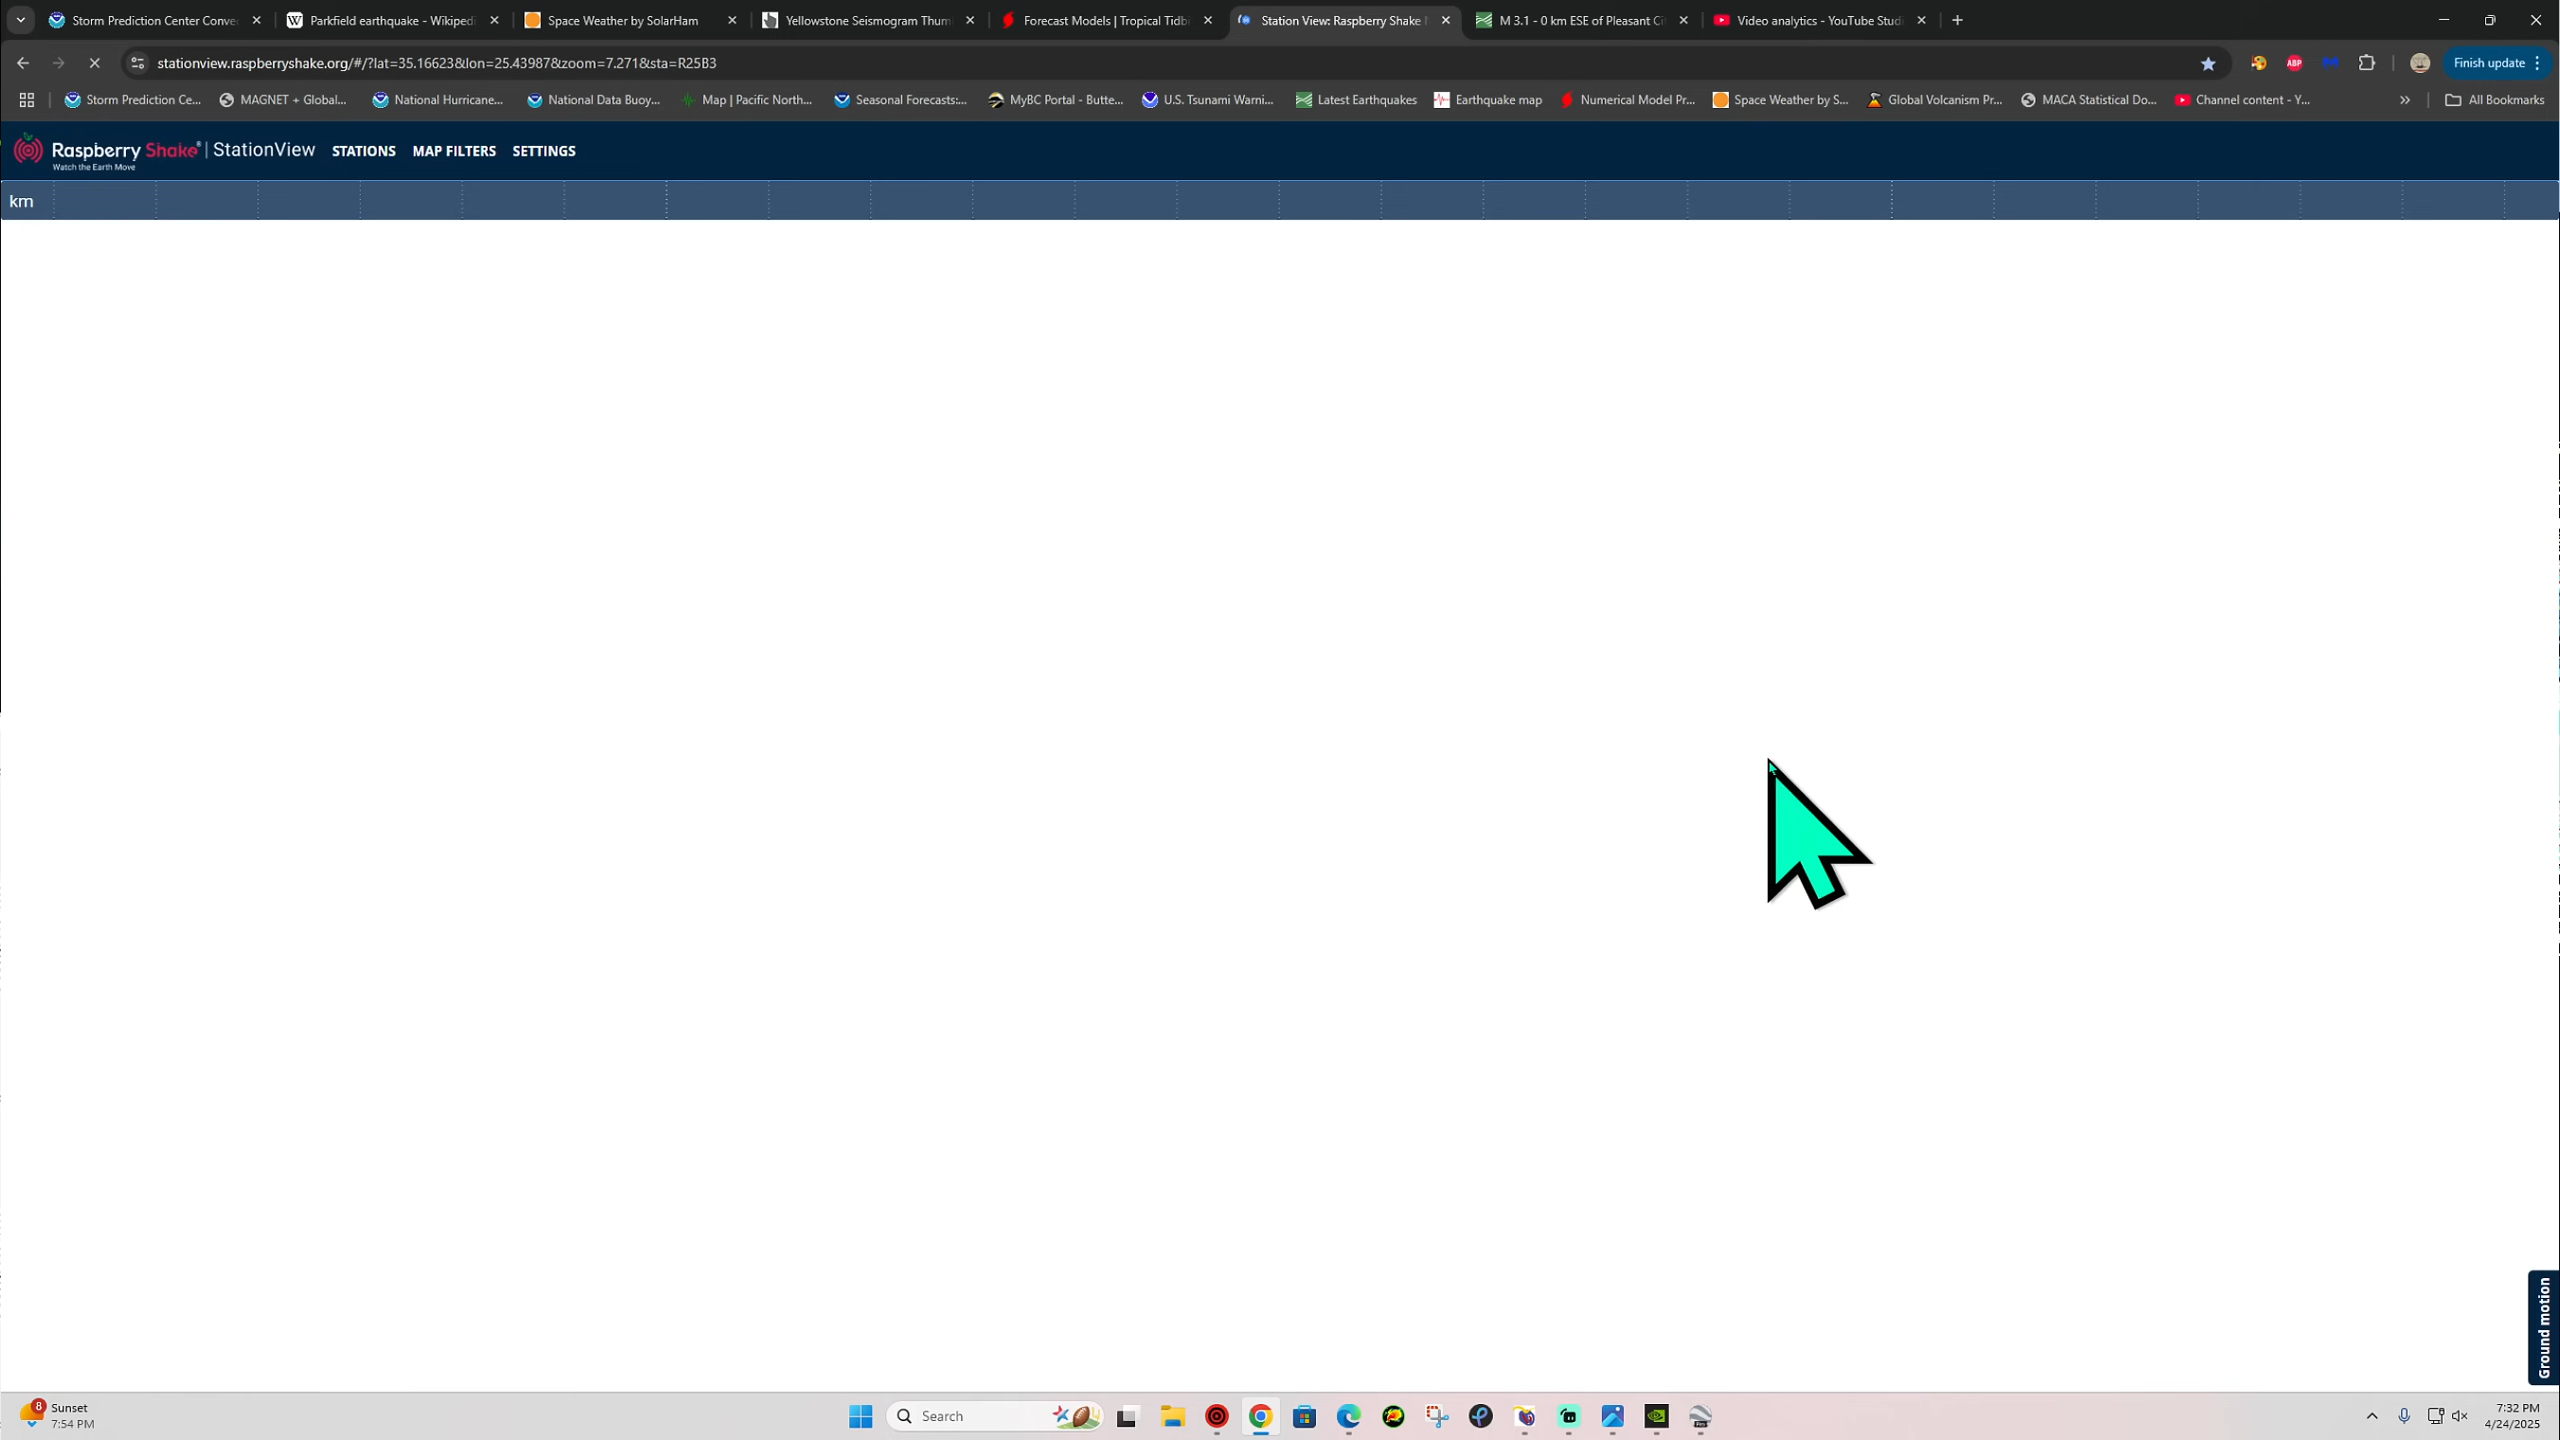 Storm Prediction Center Conve
Parkfield earthquake - Wikipedi
Space Weather by SolarHam
Yellowstone Seismogram Thum
Forecast Models | Tropical Tidbi
Station View: Raspberry Shake
M 3.1 - 0 km ESE of Pleasant Ci
Video analytics - YouTube Studi
stationview.raspberryshake.org/#/?lat=35.16623&lon=25.43987&zoom=7.271&sta=R25B3
ABP
Finish update
Storm Prediction Ce...
MAGNET + Global...
National Hurricane...
National Data Buoy...
Map | Pacific North...
Seasonal Forecasts:...
MyBC Portal - Butte...
U.S. Tsunami Warni...
Latest Earthquakes
Earthquake map
Numerical Model Pr...
Space Weather by S...
Global Volcanism Pr...
MACA Statistical Do...
Channel content - Y...
All Bookmarks
Raspberry Shake® | StationView
Watch the Earth Move
STATIONS
MAP FILTERS
SETTINGS
km
Ground motion
8
Sunset
7:54 PM
Search
7:32 PM
4/24/2025